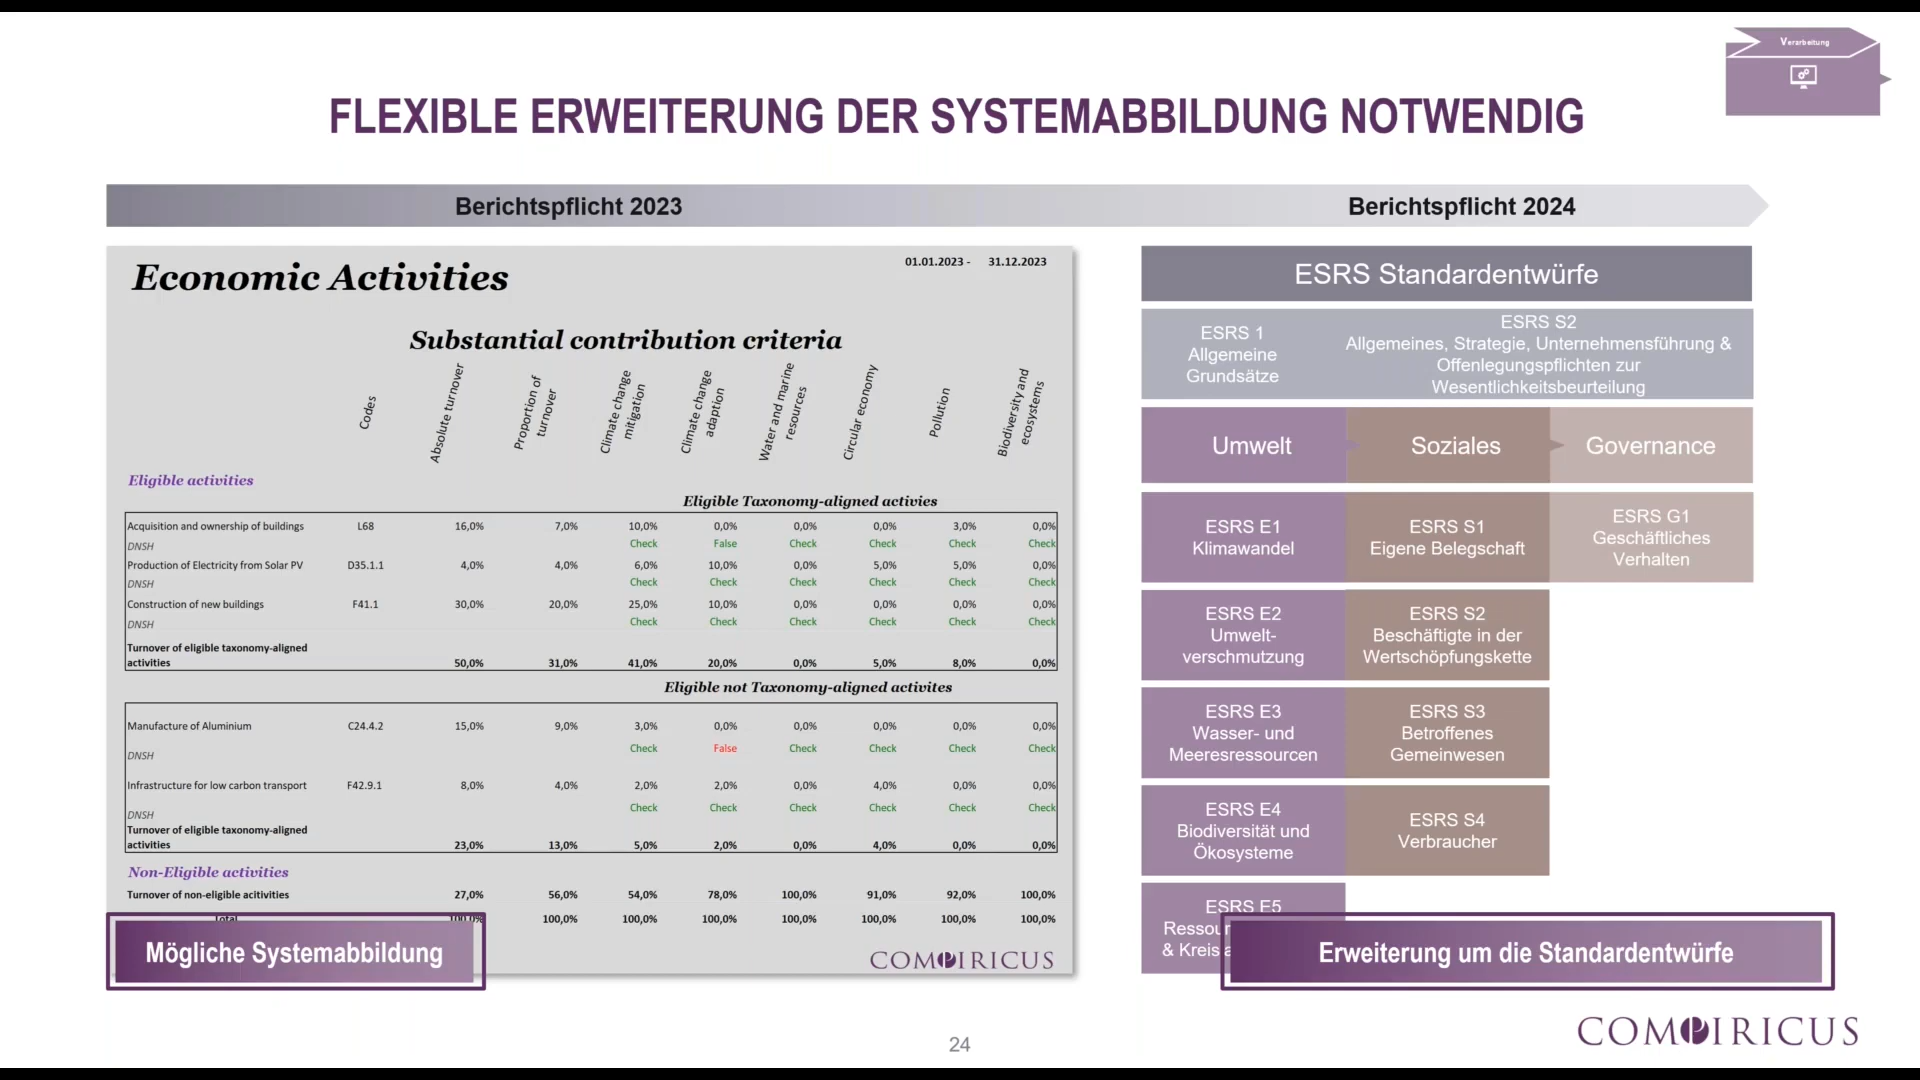 Verarbeitung
FLEXIBLE ERWEITERUNG DER SYSTEMABBILDUNG NOTWENDIG
Berichtspflicht 2023
Berichtspflicht 2024
Economic Activities
01.01.2023 - 31.12.2023
Substantial contribution criteria
Codes
Absolute turnover
Proportion of
turnover
Climate change
mitigation
Climate change
adaption
Water and marine
resources
Circular economy
Pollution
Biodiversity and
ecosystems
Eligible activities
Eligible Taxonomy-aligned activies
Acquisition and ownership of buildings L68 16,0% 7,0% 10,0% 0,0% 0,0% 0,0% 3,0% 0,0%
DNSH Check False Check Check Check Check
Production of Electricity from Solar PV D35.1.1 4,0% 4,0% 6,0% 10,0% 0,0% 5,0% 5,0% 0,0%
DNSH Check Check Check Check Check Check
Construction of new buildings F41.1 30,0% 20,0% 25,0% 10,0% 0,0% 0,0% 0,0% 0,0%
DNSH Check Check Check Check Check Check
Turnover of eligible taxonomy-aligned
activities 50,0% 31,0% 41,0% 20,0% 0,0% 5,0% 8,0% 0,0%
Eligible not Taxonomy-aligned activites
Manufacture of Aluminium C24.4.2 15,0% 9,0% 3,0% 0,0% 0,0% 0,0% 0,0% 0,0%
DNSH Check False Check Check Check Check
Infrastructure for low carbon transport F42.9.1 8,0% 4,0% 2,0% 2,0% 0,0% 4,0% 0,0% 0,0%
DNSH Check Check Check Check Check Check
Turnover of eligible taxonomy-aligned
activities 23,0% 13,0% 5,0% 2,0% 0,0% 4,0% 0,0% 0,0%
Non-Eligible activities
Turnover of non-eligible acitivities 27,0% 56,0% 54,0% 78,0% 100,0% 91,0% 92,0% 100,0%
Total 100,0% 100,0% 100,0% 100,0% 100,0% 100,0% 100,0% 100,0%
Mögliche Systemabbildung
COMPIRICUS
ESRS Standardentwürfe
ESRS 1
Allgemeine
Grundsätze
ESRS S2
Allgemeines, Strategie, Unternehmensführung &
Offenlegungspflichten zur
Wesentlichkeitsbeurteilung
Umwelt
Soziales
Governance
ESRS E1
Klimawandel
ESRS S1
Eigene Belegschaft
ESRS G1
Geschäftliches
Verhalten
ESRS E2
Umwelt-
verschmutzung
ESRS S2
Beschäftigte in der
Wertschöpfungskette
ESRS E3
Wasser- und
Meeresressourcen
ESRS S3
Betroffenes
Gemeinwesen
ESRS E4
Biodiversität und
Ökosysteme
ESRS S4
Verbraucher
ESRS E5
Erweiterung um die Standardentwürfe
COMPIRICUS
24